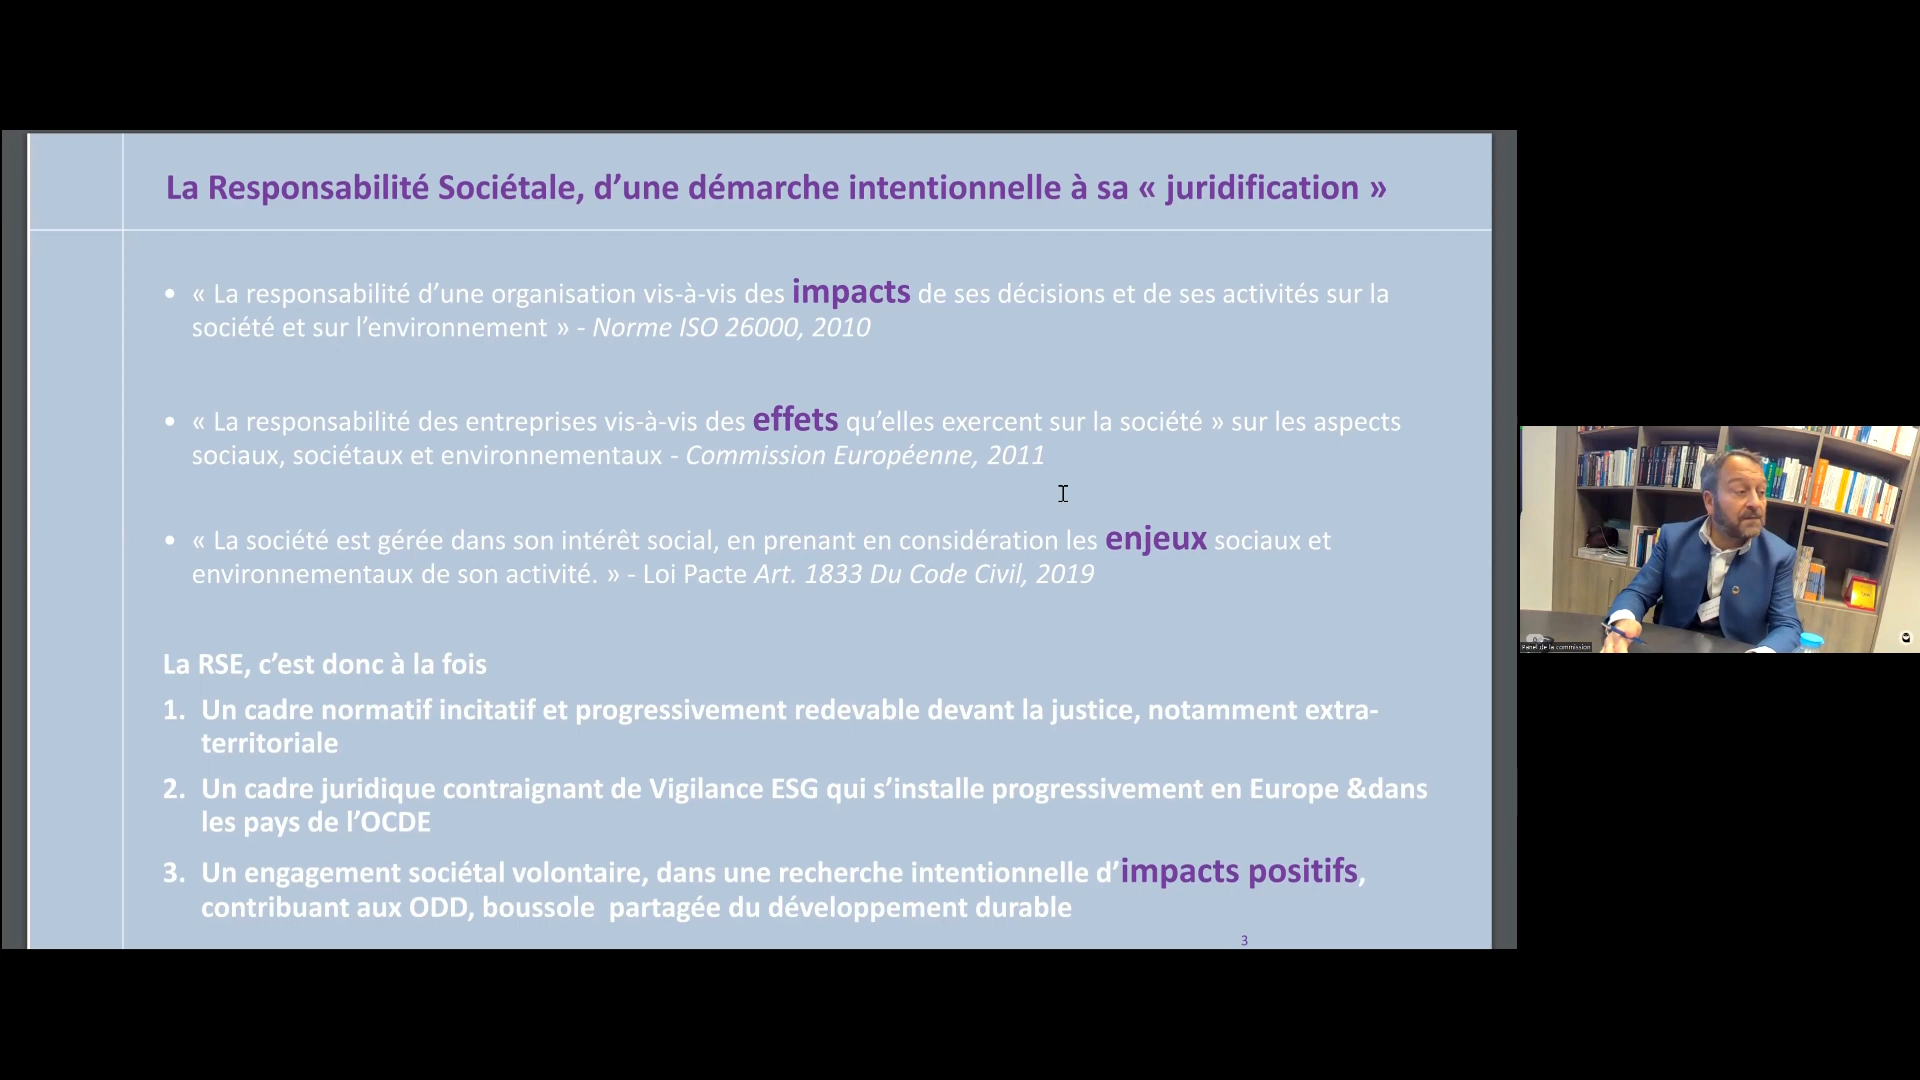 La Responsabilité Sociétale, d’une démarche intentionnelle à sa « juridification »
• « La responsabilité d’une organisation vis-à-vis des impacts de ses décisions et de ses activités sur la
société et sur l’environnement » - Norme ISO 26000, 2010
• « La responsabilité des entreprises vis-à-vis des effets qu’elles exercent sur la société » sur les aspects
sociaux, sociétaux et environnementaux - Commission Européenne, 2011
• « La société est gérée dans son intérêt social, en prenant en considération les enjeux sociaux et
environnementaux de son activité. » - Loi Pacte Art. 1833 Du Code Civil, 2019
La RSE, c’est donc à la fois
1. Un cadre normatif incitatif et progressivement redevable devant la justice, notamment extra-
territoriale
2. Un cadre juridique contraignant de Vigilance ESG qui s’installe progressivement en Europe &dans
les pays de l’OCDE
3. Un engagement sociétal volontaire, dans une recherche intentionnelle d’impacts positifs,
contribuant aux ODD, boussole  partagée du développement durable
3
Panel de la commission